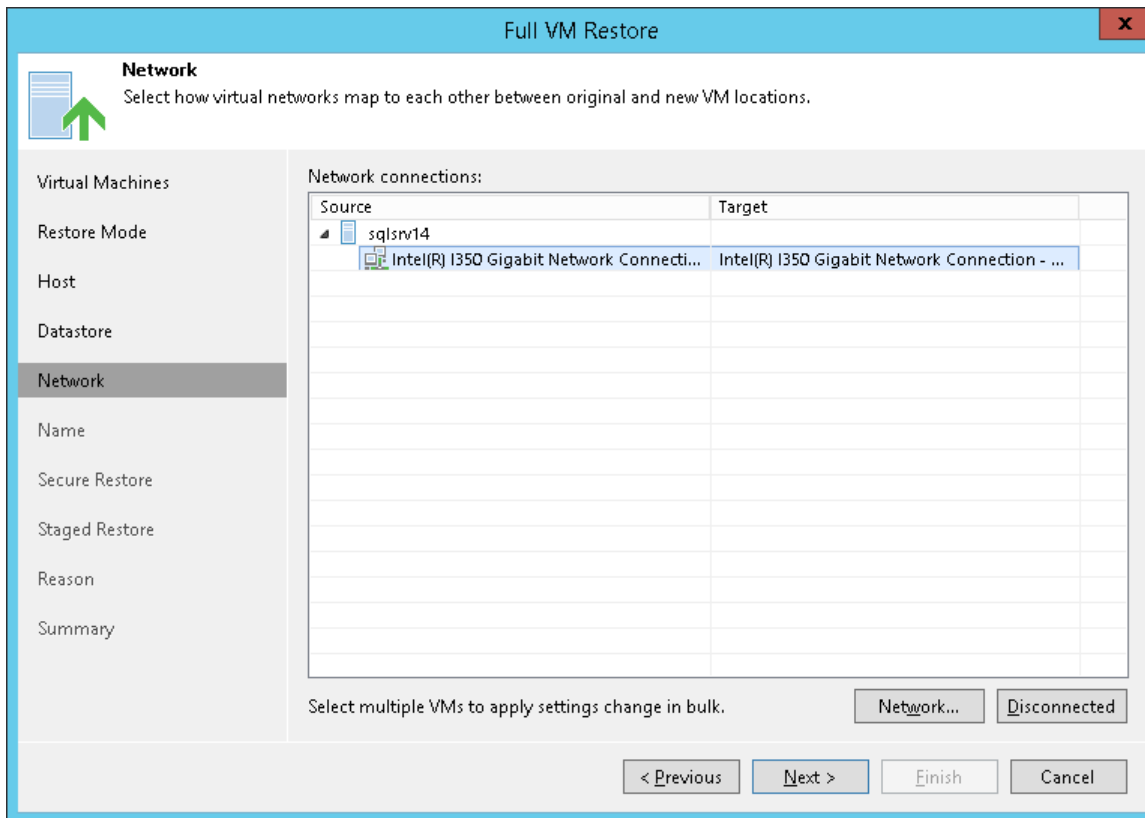 Full VM Restore
x
Network
Select how virtual networks map to each other between original and new VM locations.
Virtual Machines
Restore Mode
Host
Datastore
Network
Name
Secure Restore
Staged Restore
Reason
Summary
Network connections:
Source Target
sqlsrv14
Intel(R) I350 Gigabit Network Connecti... Intel(R) I350 Gigabit Network Connection - ...
Select multiple VMs to apply settings change in bulk. Network... Disconnected
< Previous Next > Finish Cancel